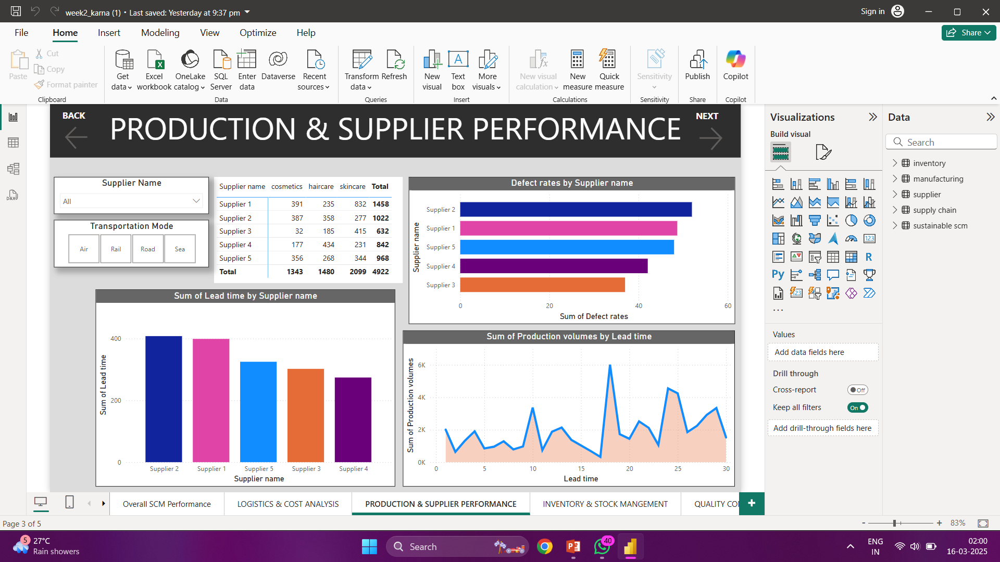 week2_karna (1) • Last saved: Yesterday at 9:37 pm
Sign in
File Home Insert Modeling View Optimize Help
Share
Paste
Cut
Copy
Format painter
Clipboard
Get data
Excel workbook
OneLake catalog
SQL Server
Enter data
Dataverse
Recent sources
Data
Transform data
Refresh
Queries
New visual
Text box
More visuals
Insert
New visual calculation
New measure
Quick measure
Calculations
Sensitivity
Sensitivity
Publish
Share
Copilot
Copilot
BACK
PRODUCTION & SUPPLIER PERFORMANCE
NEXT
Supplier Name
All
Transportation Mode
Air Rail Road Sea
Supplier name cosmetics haircare skincare Total
Supplier 1 391 235 832 1458
Supplier 2 387 358 277 1022
Supplier 3 32 185 415 632
Supplier 4 177 434 231 842
Supplier 5 356 268 344 968
Total 1343 1480 2099 4922
Defect rates by Supplier name
Supplier name
Supplier 2
Supplier 1
Supplier 5
Supplier 4
Supplier 3
0 20 40 60
Sum of Defect rates
Sum of Lead time by Supplier name
Sum of Lead time
400
200
0
Supplier 2 Supplier 1 Supplier 5 Supplier 3 Supplier 4
Supplier name
Sum of Production volumes by Lead time
Sum of Production volumes
6K
4K
2K
0K
0 5 10 15 20 25 30
Lead time
Visualizations
Build visual
123
R
Py
123
...
Values
Add data fields here
Drill through
Cross-report Off
Keep all filters On
Add drill-through fields here
Data
Search
inventory
manufacturing
supplier
supply chain
sustainable scm
DAX
Overall SCM Performance
LOGISTICS & COST ANALYSIS
PRODUCTION & SUPPLIER PERFORMANCE
INVENTORY & STOCK MANGEMENT
QUALITY CO
+
Page 3 of 5
- + 83%
5
27°C
Rain showers
Search
40
ENG
IN
02:00
16-03-2025